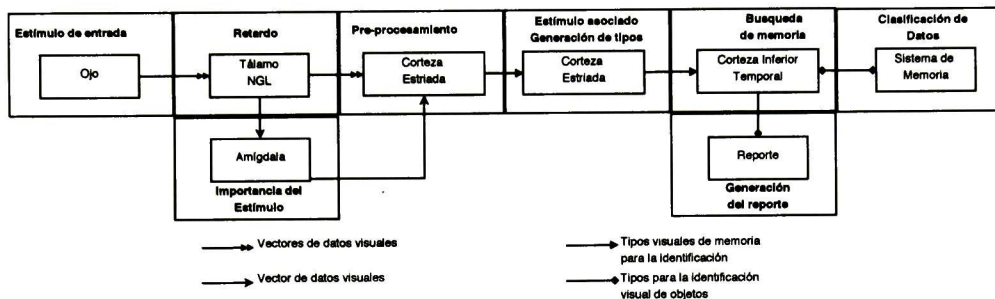 Estímulo de entrada
Ojo
Retardo
Tálamo
NGL
Pre-procesamiento
Corteza
Estriada
Estímulo asociado
Generación de tipos
Corteza
Estriada
Busqueda
de memoria
Corteza Inferior
Temporal
Clasificación de
Datos
Sistema de
Memoria
Amígdala
Importancia del
Estímulo
Reporte
Generación
del reporte
Vectores de datos visuales
Vector de datos visuales
Tipos visuales de memoria
para la identificación
Tipos para la identificación
visual de objetos